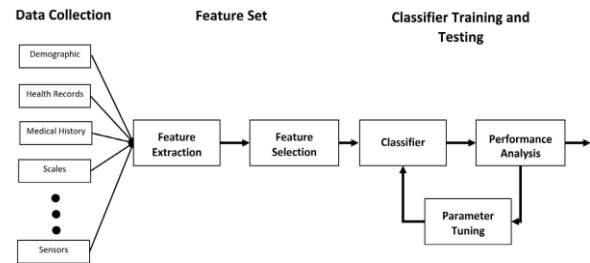 Data Collection
Feature Set
Classifier Training and
Testing
Demographic
Health Records
Medical History
Scales
Sensors
Feature
Extraction
Feature
Selection
Classifier
Performance
Analysis
Parameter
Tuning